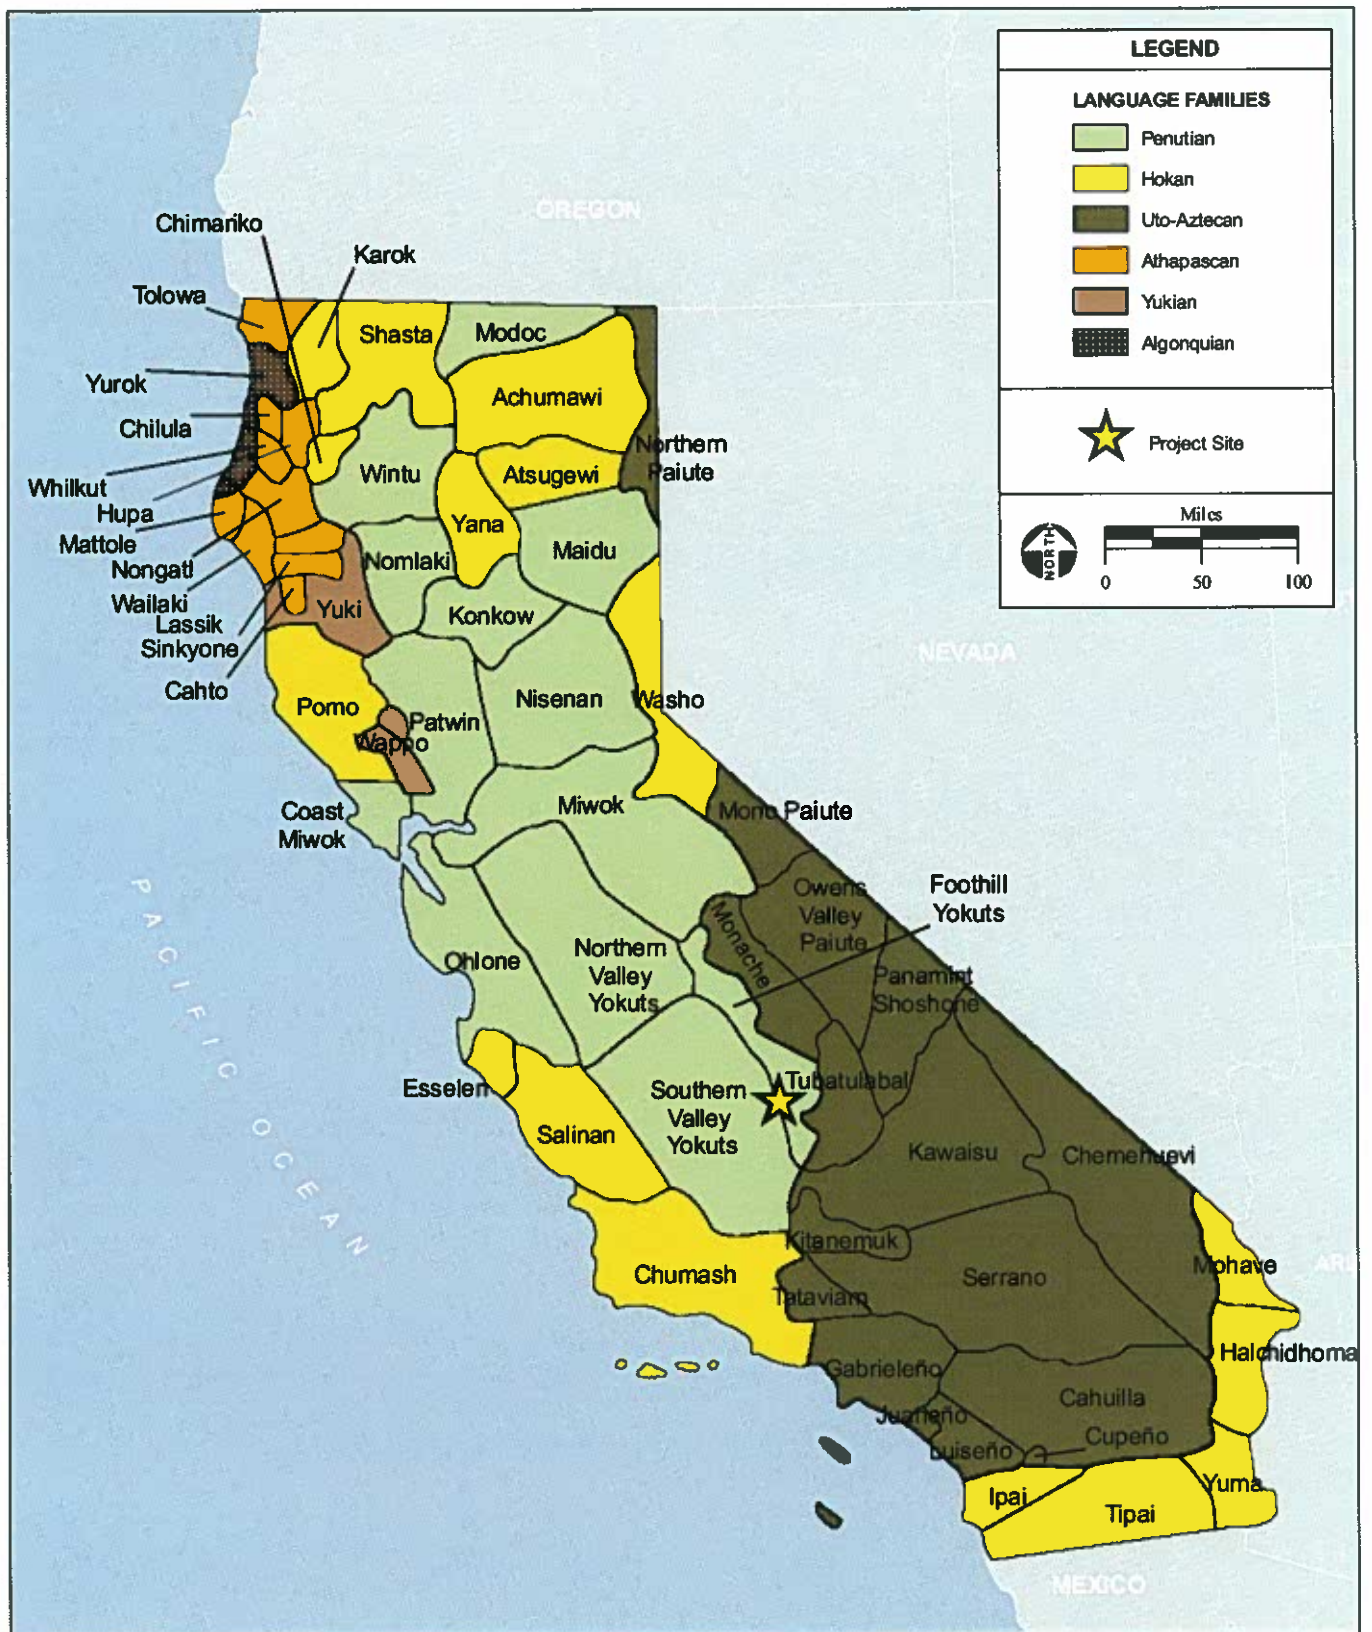 LEGEND
LANGUAGE FAMILIES
Penutian
Hokan
Uto-Aztecan
Athapascan
Yukian
Algonquian
Project Site
NORTH
Miles
0 50 100
OREGON
Chimariko
Karok
Tolowa
Shasta
Modoc
Yurok
Achumawi
Chilula
Northern
Paiute
Wintu
Atsugewi
Whilkut
Hupa
Yana
Mattole
Maidu
Nongatl
Nomlaki
Wailaki
Yuki
Konkow
Lassik
Sinkyone
NEVADA
Cahto
Pomo
Nisenan
Washo
Patwin
Wappo
Coast
Miwok
Miwok
Mono Paiute
PACIFIC OCEAN
Owens
Valley
Paiute
Foothill
Yokuts
Monache
Ohlone
Northern
Valley
Yokuts
Panamint
Shoshone
Esselen
Southern
Valley
Yokuts
Tubatulabal
Salinan
Kawaisu
Chemehuevi
Kitanemuk
Mohave
Chumash
Serrano
Tataviam
Halchidhoma
Gabrieleño
Cahuilla
Juaneño
Cupeño
Luiseño
Ipai
Yuma
Tipai
MEXICO